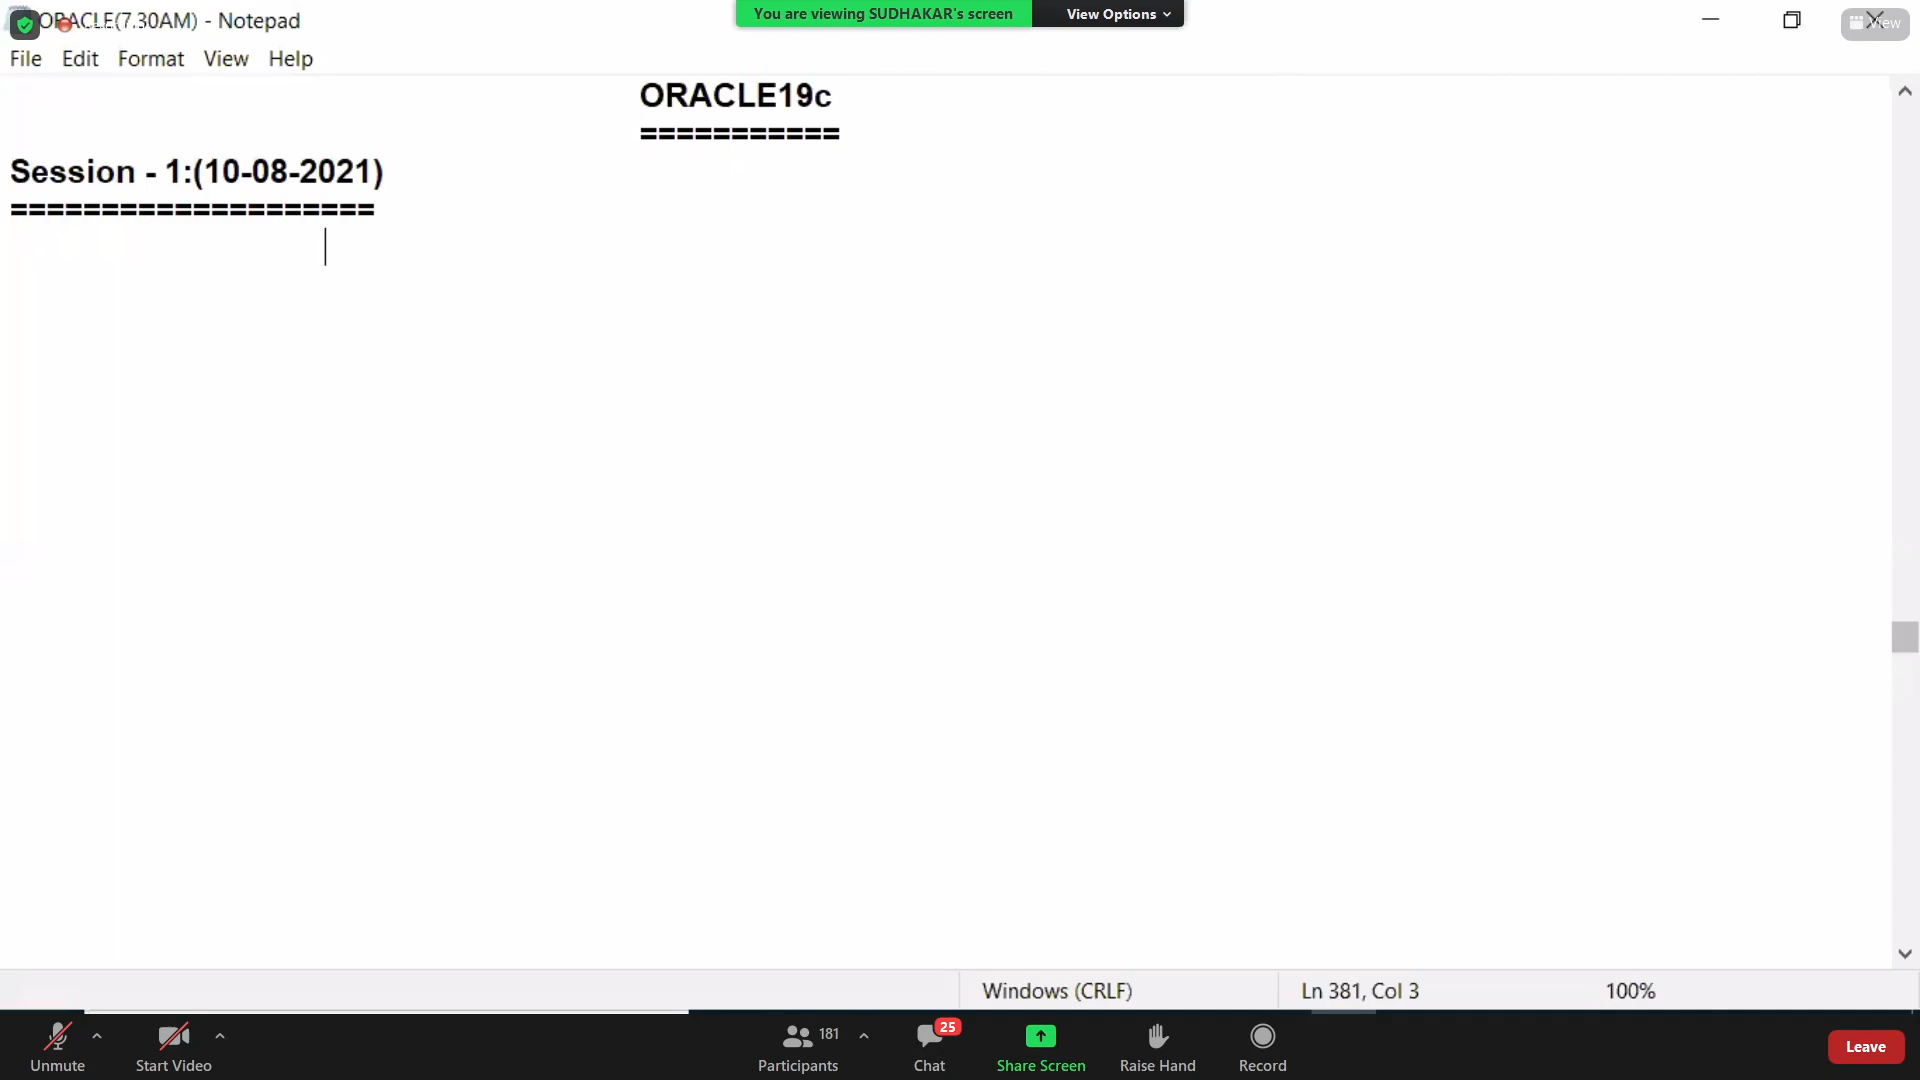 ORACLE(7.30AM) - Notepad
You are viewing SUDHAKAR's screen
View Options
View
File Edit Format View Help
ORACLE19c
===========
Session - 1:(10-08-2021)
====================
Windows (CRLF)
Ln 381, Col 3
100%
181
25
Unmute
Start Video
Participants
Chat
Share Screen
Raise Hand
Record
Leave